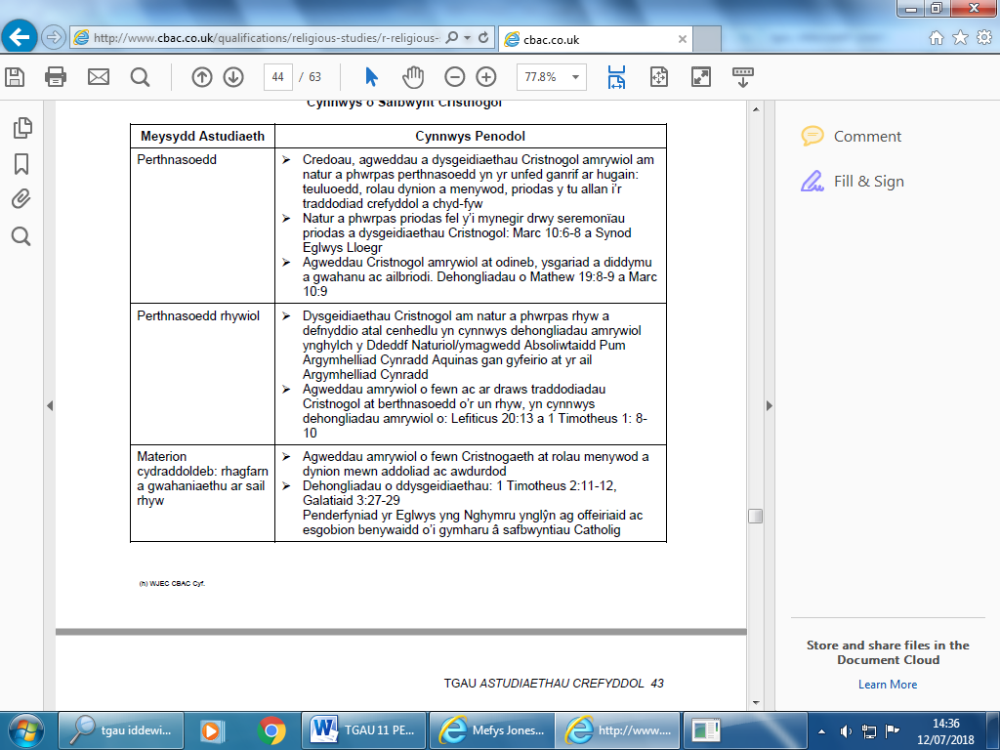 http://www.cbac.co.uk/qualifications/religious-studies/r-religious-
cbac.co.uk
44 / 63
77.8%
Cynnwys o Safbwynt Cristnogol
Meysydd Astudiaeth
Cynnwys Penodol
Perthnasoedd
Credoau, agweddau a dysgeidiaethau Cristnogol amrywiol am
natur a phwrpas perthnasoedd yn yr unfed ganrif ar hugain:
teuluoedd, rolau dynion a menywod, priodas y tu allan i'r
traddodiad crefyddol a chyd-fyw
Natur a phwrpas priodas fel y'i mynegir drwy seremonïau
priodas a dysgeidiaethau Cristnogol: Marc 10:6-8 a Synod
Eglwys Lloegr
Agweddau Cristnogol amrywiol at odineb, ysgariad a diddymu
a gwahanu ac ailbriodi. Dehongliadau o Mathew 19:8-9 a Marc
10:9
Perthnasoedd rhywiol
Dysgeidiaethau Cristnogol am natur a phwrpas rhyw a
defnyddio atal cenhedlu yn cynnwys dehongliadau amrywiol
ynghylch y Ddeddf Naturiol/ymagwedd Absoliwtaidd Pum
Argymhelliad Cynradd Aquinas gan gyfeirio at yr ail
Argymhelliad Cynradd
Agweddau amrywiol o fewn ac ar draws traddodiadau
Cristnogol at berthnasoedd o'r un rhyw, yn cynnwys
dehongliadau amrywiol o: Lefiticus 20:13 a 1 Timotheus 1: 8-
10
Materion
cydraddoldeb: rhagfarn
a gwahaniaethu ar sail
rhyw
Agweddau amrywiol o fewn Cristnogaeth at rolau menywod a
dynion mewn addoliad ac awdurdod
Dehongliadau o ddysgeidiaethau: 1 Timotheus 2:11-12,
Galatiaid 3:27-29
Penderfyniad yr Eglwys yng Nghymru ynglŷn ag offeiriaid ac
esgobion benywaidd o'i gymharu â safbwyntiau Catholig
(h) WJEC CBAC Cyf.
TGAU ASTUDIAETHAU CREFYDDOL 43
Comment
Fill & Sign
Store and share files in the
Document Cloud
Learn More
tgau iddewi...
TGAU 11 PE...
Mefys Jones...
http://www....
14:36
12/07/2018